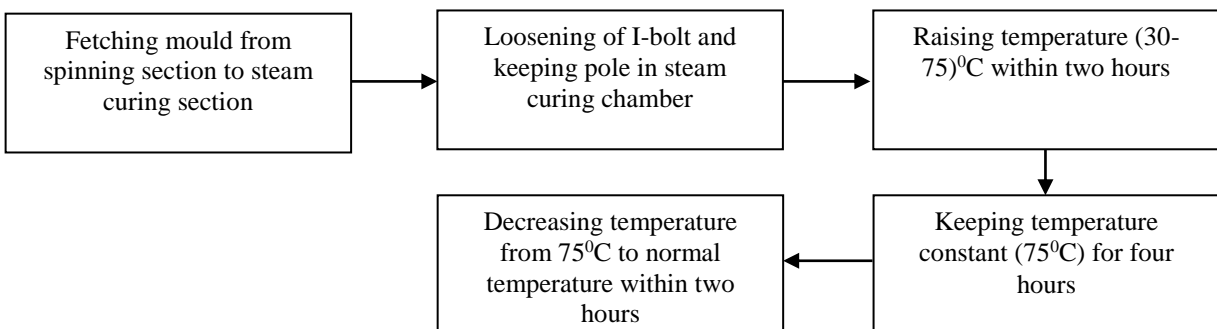 Fetching mould from
spinning section to steam
curing section
Loosening of I-bolt and
keeping pole in steam
curing chamber
Raising temperature (30-
75)⁰C within two hours
Keeping temperature
constant (75⁰C) for four
hours
Decreasing temperature
from 75⁰C to normal
temperature within two
hours